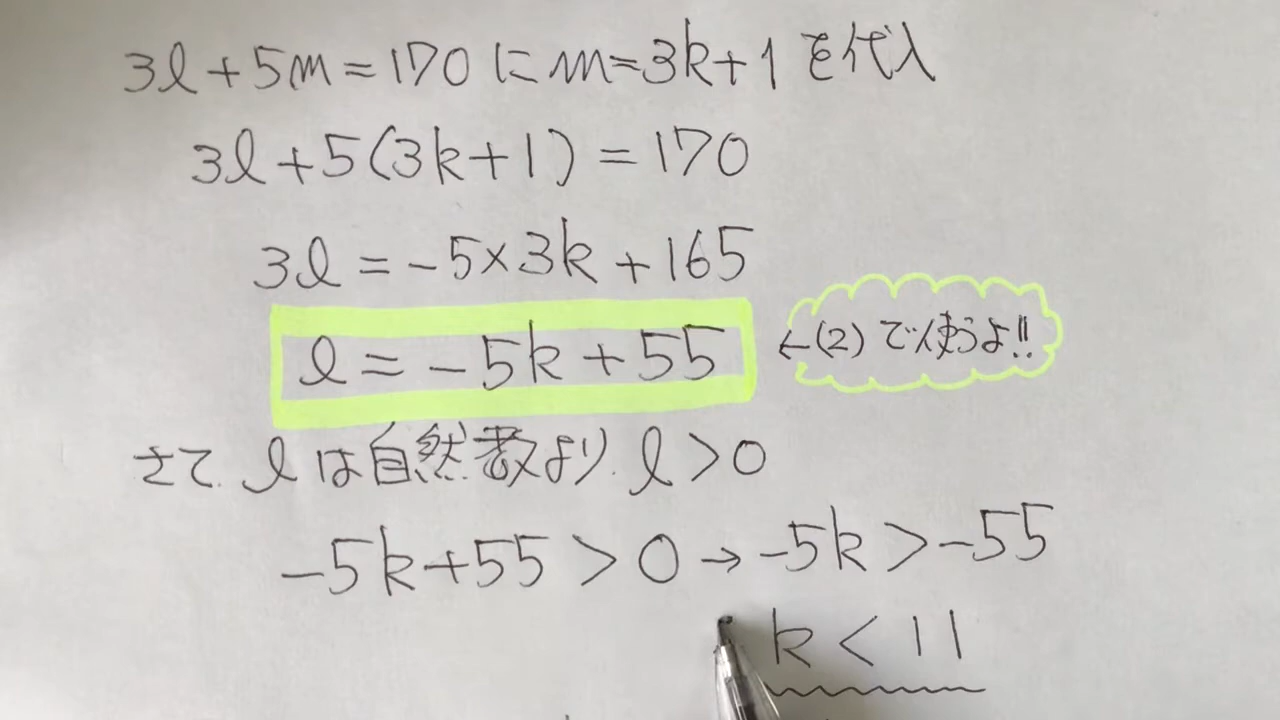 3l+5m=170にm=3k+1を代入
3l+5(3k+1)=170
3l=-5×3k+165
l=-5k+55
←(2)で使うよ!!
さて.lは自然数より.l>0
-5k+55>0→-5k>-55
k<11